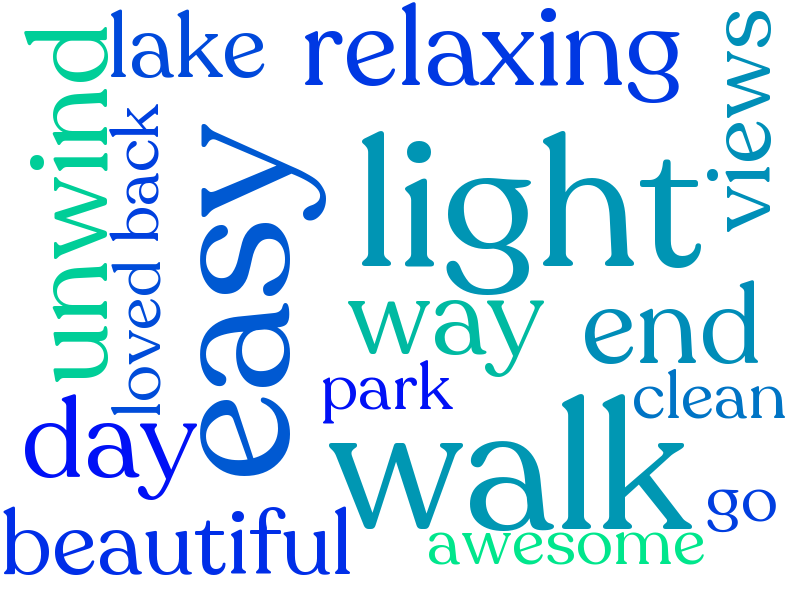 lake
relaxing
views
unwind
loved back
easy
light
way
end
park
clean
day
walk
go
beautiful
awesome